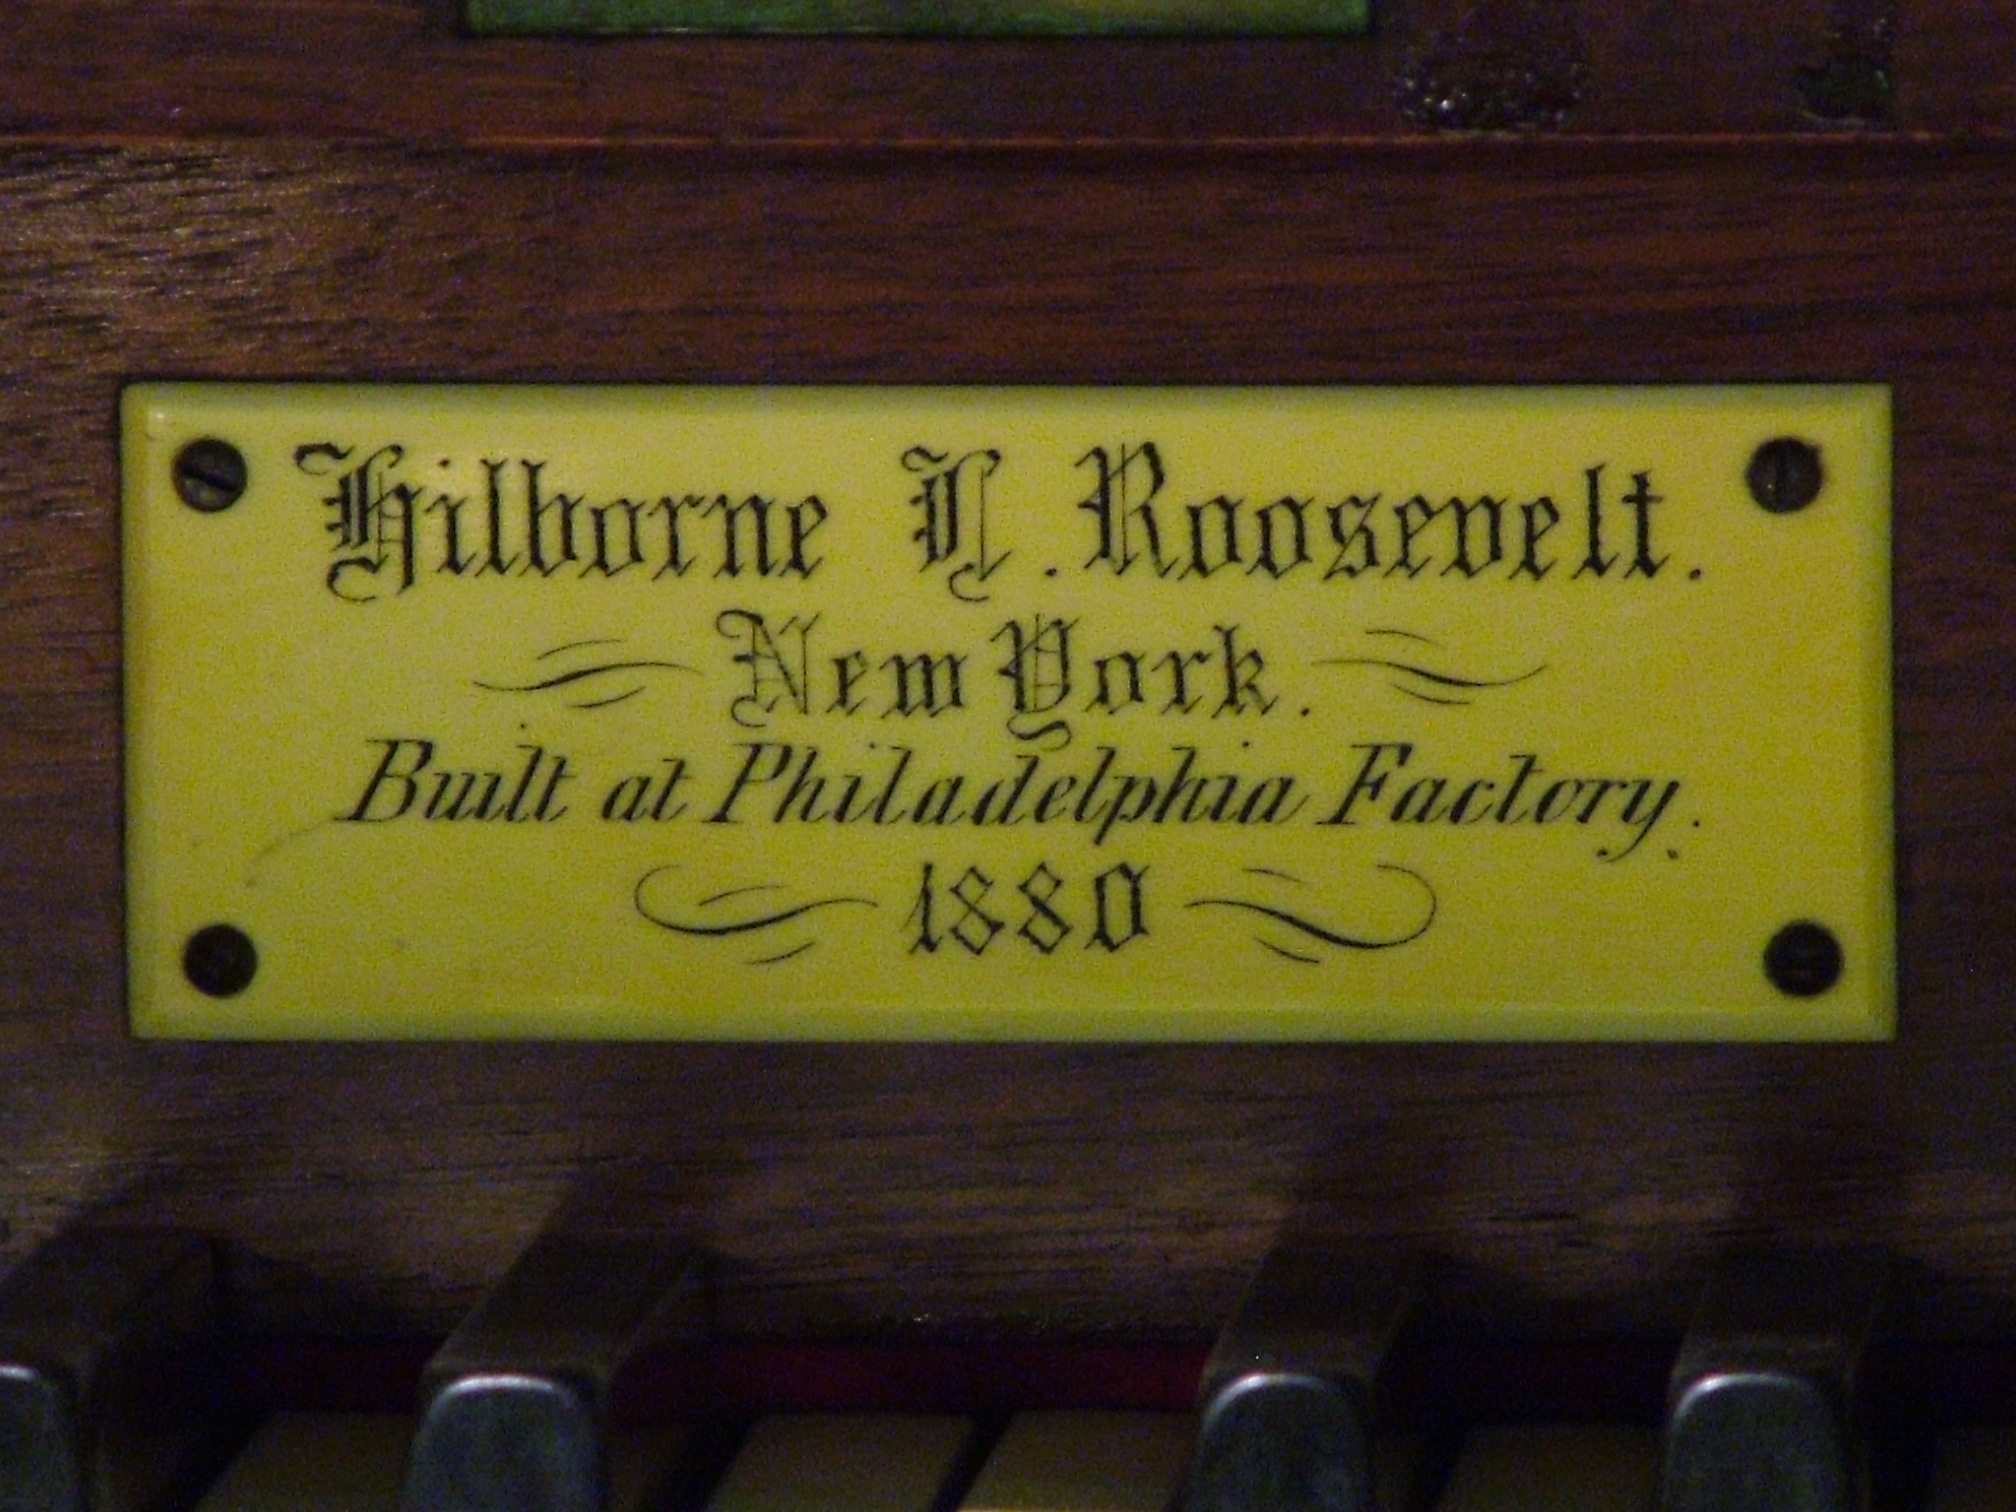 Hilborne L. Roosevelt.
New York.
Built at Philadelphia Factory.
1880